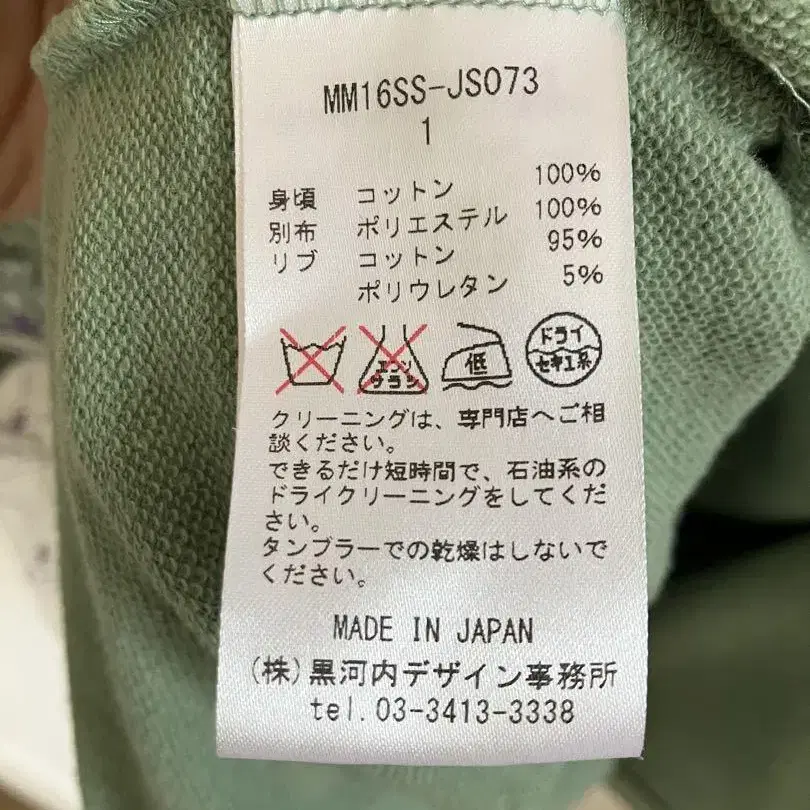 MM16SS-JS073
1
身頃 コットン 100%
別布 ポリエステル 100%
リブ コットン 95%
ポリウレタン 5%
エンソ
サラシ
低
ドライ
セキユ系
クリーニングは、専門店へご相
談ください。
できるだけ短時間で、石油系の
ドライクリーニングをしてくだ
さい。
タンブラーでの乾燥はしないで
ください。
MADE IN JAPAN
(株)黒河内デザイン事務所
tel.03-3413-3338